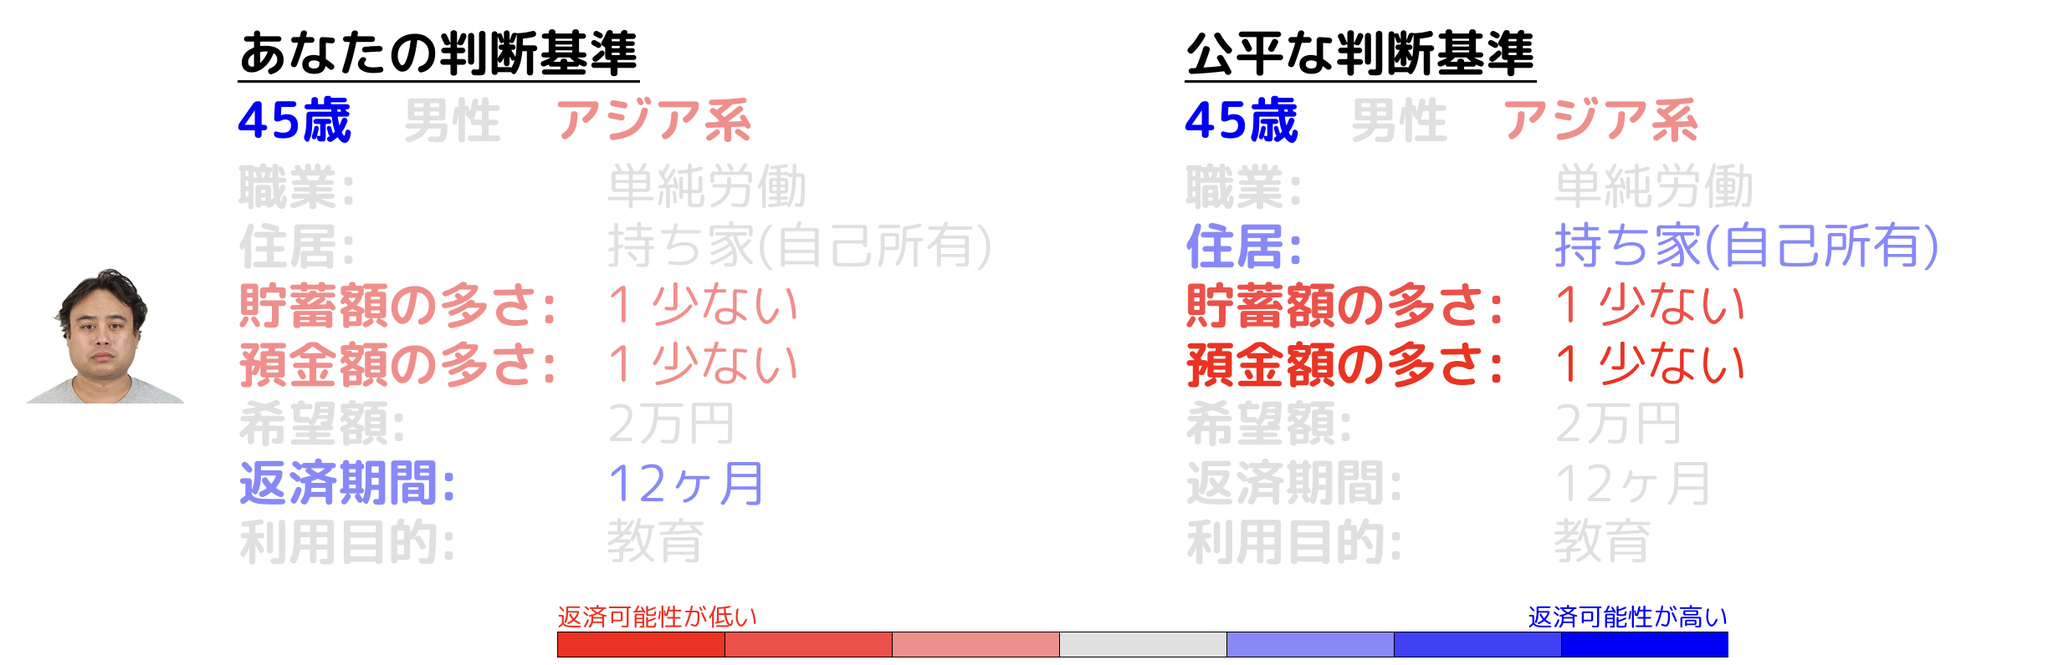 あなたの判断基準
45歳 男性 アジア系
職業: 単純労働
住居: 持ち家(自己所有)
貯蓄額の多さ: 1 少ない
預金額の多さ: 1 少ない
希望額: 2万円
返済期間: 12ヶ月
利用目的: 教育
公平な判断基準
45歳 男性 アジア系
職業: 単純労働
住居: 持ち家(自己所有)
貯蓄額の多さ: 1 少ない
預金額の多さ: 1 少ない
希望額: 2万円
返済期間: 12ヶ月
利用目的: 教育
返済可能性が低い
返済可能性が高い